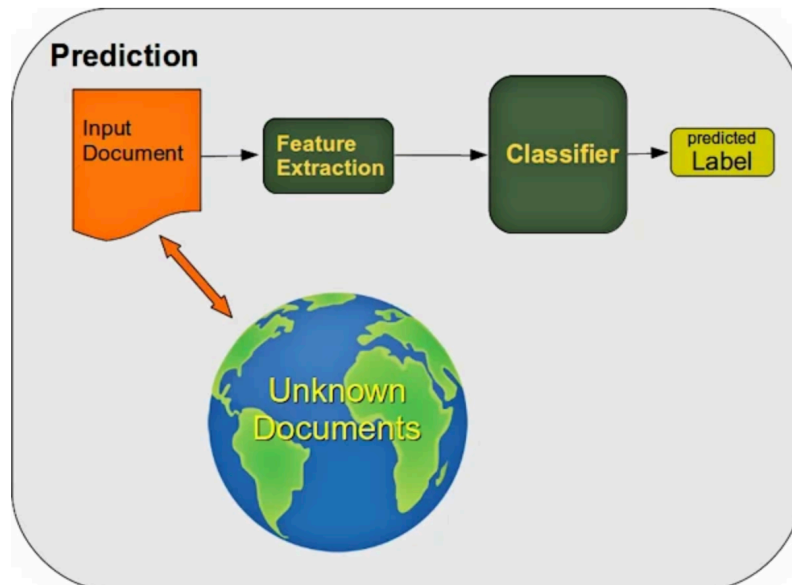 Prediction
Input
Document
Feature
Extraction
Classifier
predicted
Label
Unknown
Documents